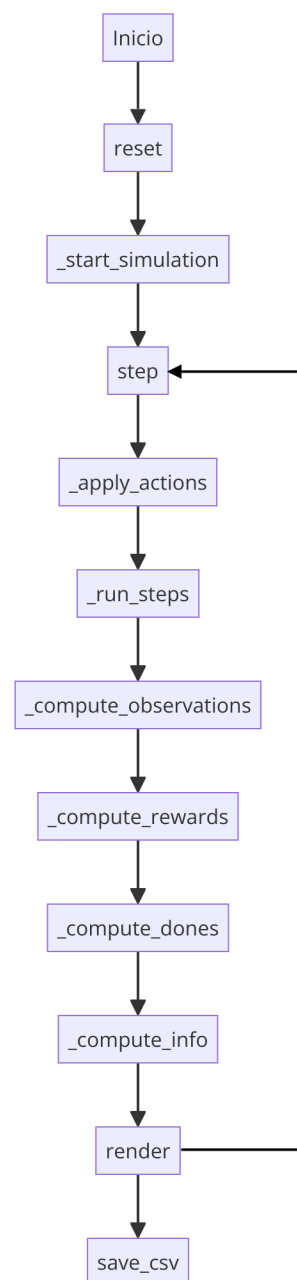 Inicio
reset
_start_simulation
step
_apply_actions
_run_steps
_compute_observations
_compute_rewards
_compute_dones
_compute_info
render
save_csv